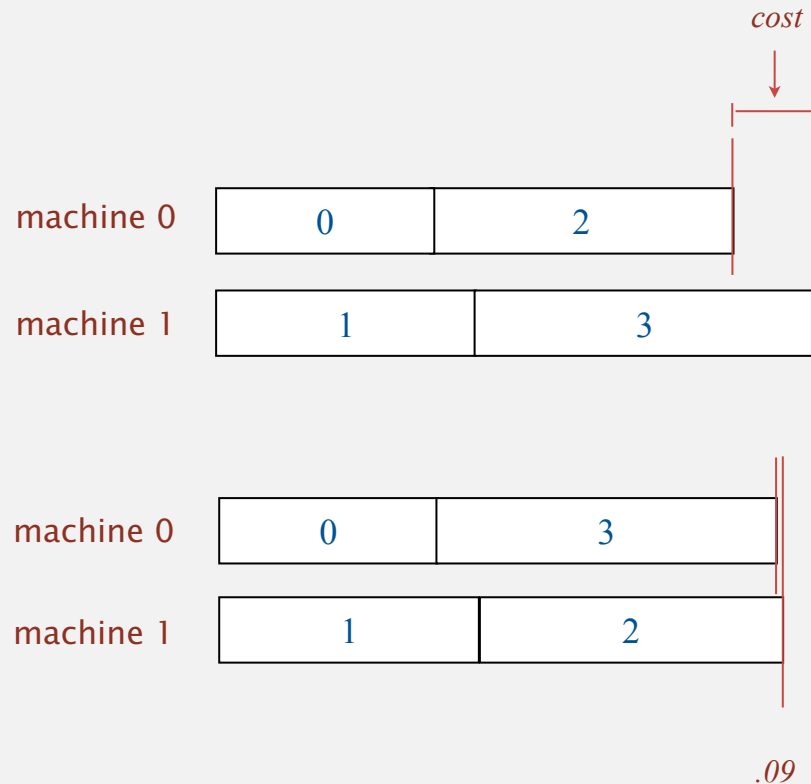 cost
machine 0 0 2
machine 1 1 3
machine 0 0 3
machine 1 1 2
.09